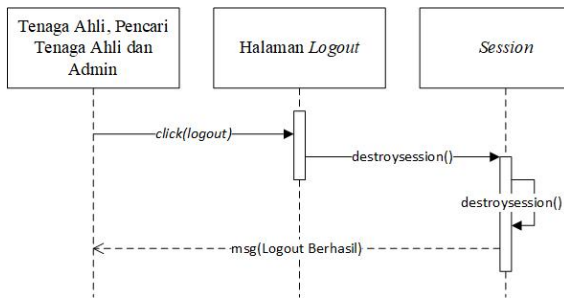 Tenaga Ahli, Pencari
Tenaga Ahli dan
Admin
Halaman Logout
Session
click(logout)
destroysession()
destroysession()
msg(Logout Berhasil)